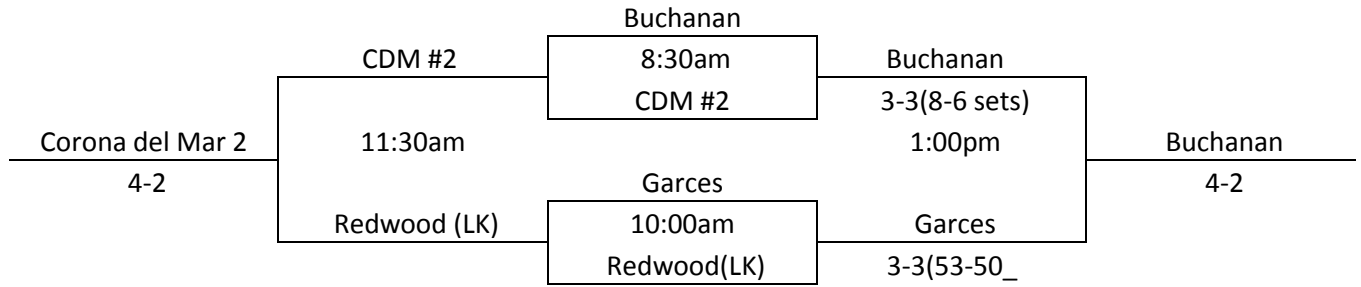 Buchanan
CDM #2 8:30am Buchanan
CDM #2 3-3(8-6 sets)
Corona del Mar 2 11:30am 1:00pm Buchanan
4-2 Garces 4-2
Redwood (LK) 10:00am Garces
Redwood(LK) 3-3(53-50_